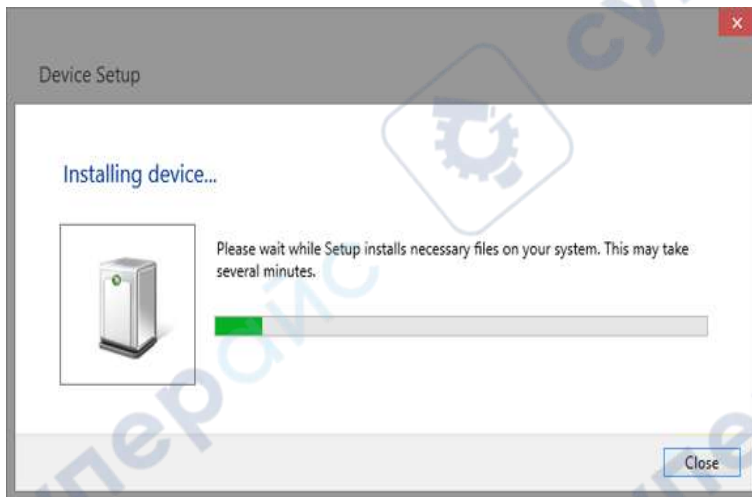 Device Setup
Installing device...
Please wait while Setup installs necessary files on your system. This may take
several minutes.
Close
суперайс